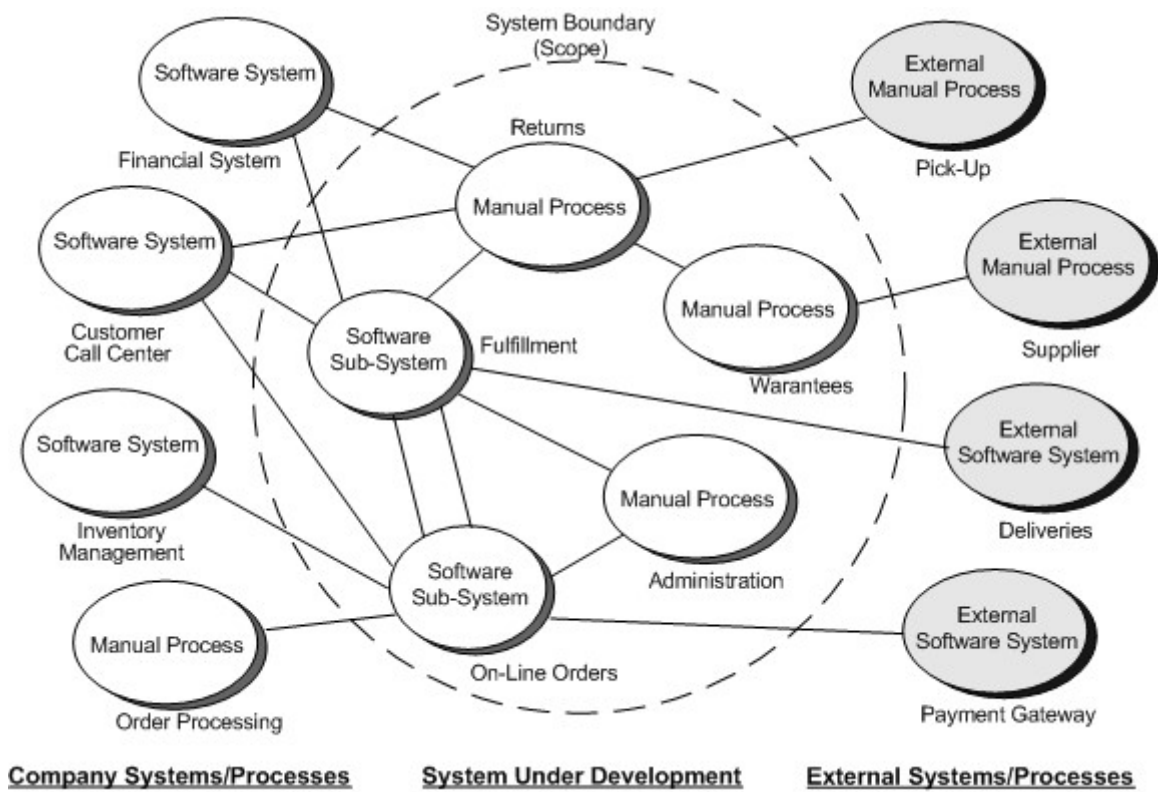 System Boundary
(Scope)
Software System
Financial System
External
Manual Process
Pick-Up
Returns
Manual Process
Software System
Customer
Call Center
External
Manual Process
Supplier
Manual Process
Warantees
Software
Sub-System
Fulfillment
Software System
Inventory
Management
External
Software System
Deliveries
Manual Process
Administration
Software
Sub-System
On-Line Orders
Manual Process
Order Processing
External
Software System
Payment Gateway
Company Systems/Processes
System Under Development
External Systems/Processes